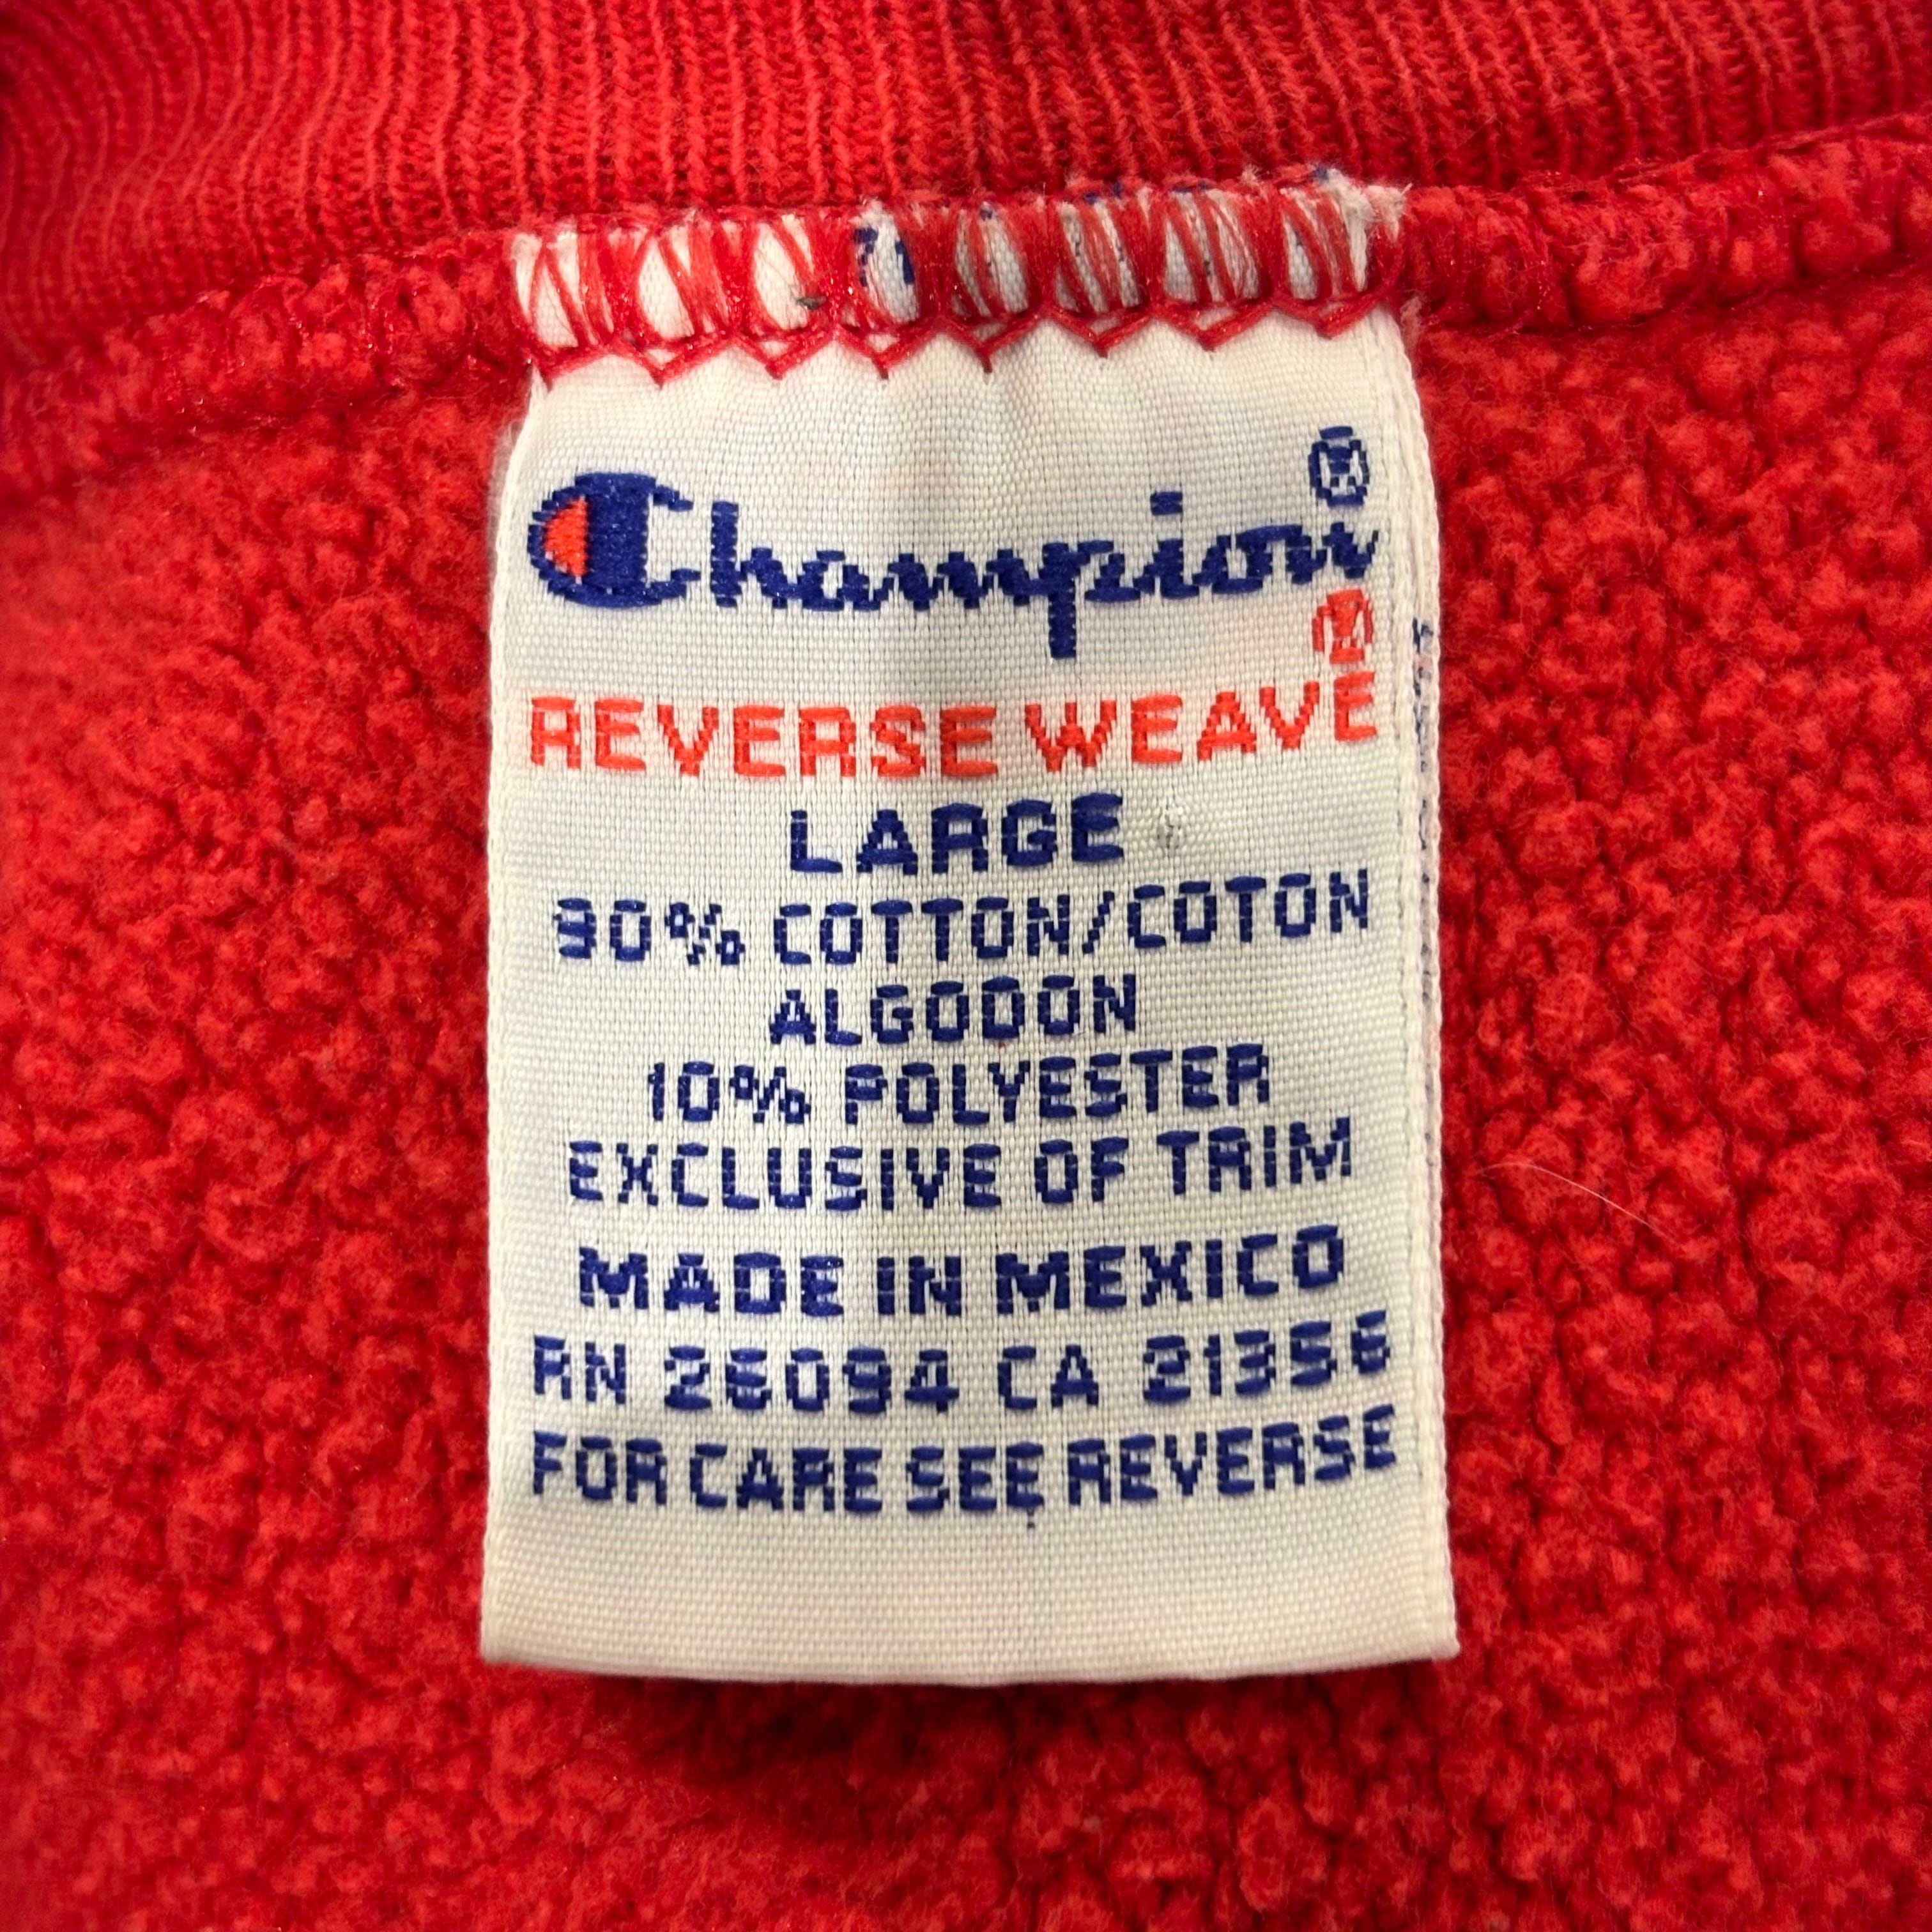 Champion®
REVERSE WEAVE®
LARGE
90% COTTON/COTON
ALGODON
10% POLYESTER
EXCLUSIVE OF TRIM
MADE IN MEXICO
RN 26094 CA 21356
FOR CARE SEE REVERSE